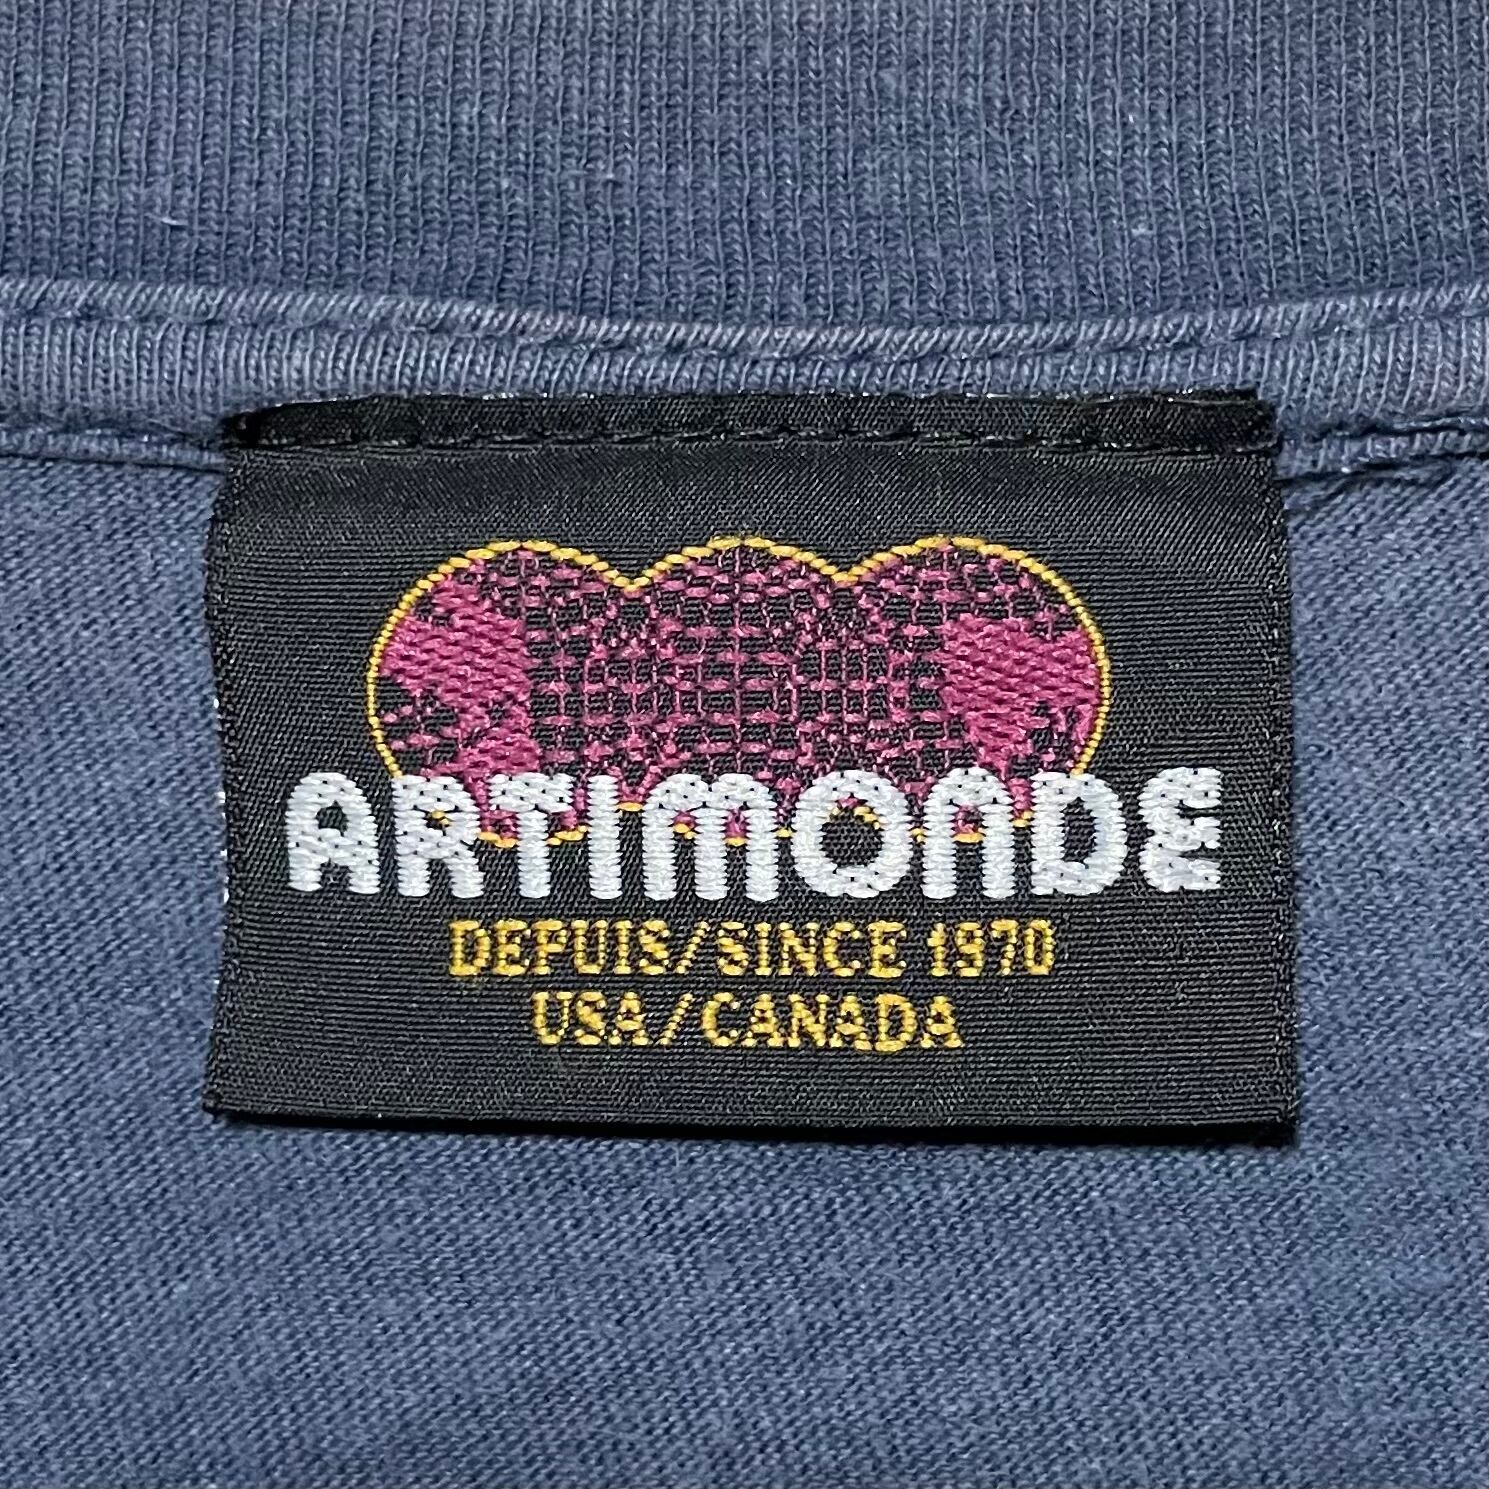 ARTIMONDE
DEPUIS/SINCE 1970
USA/CANADA